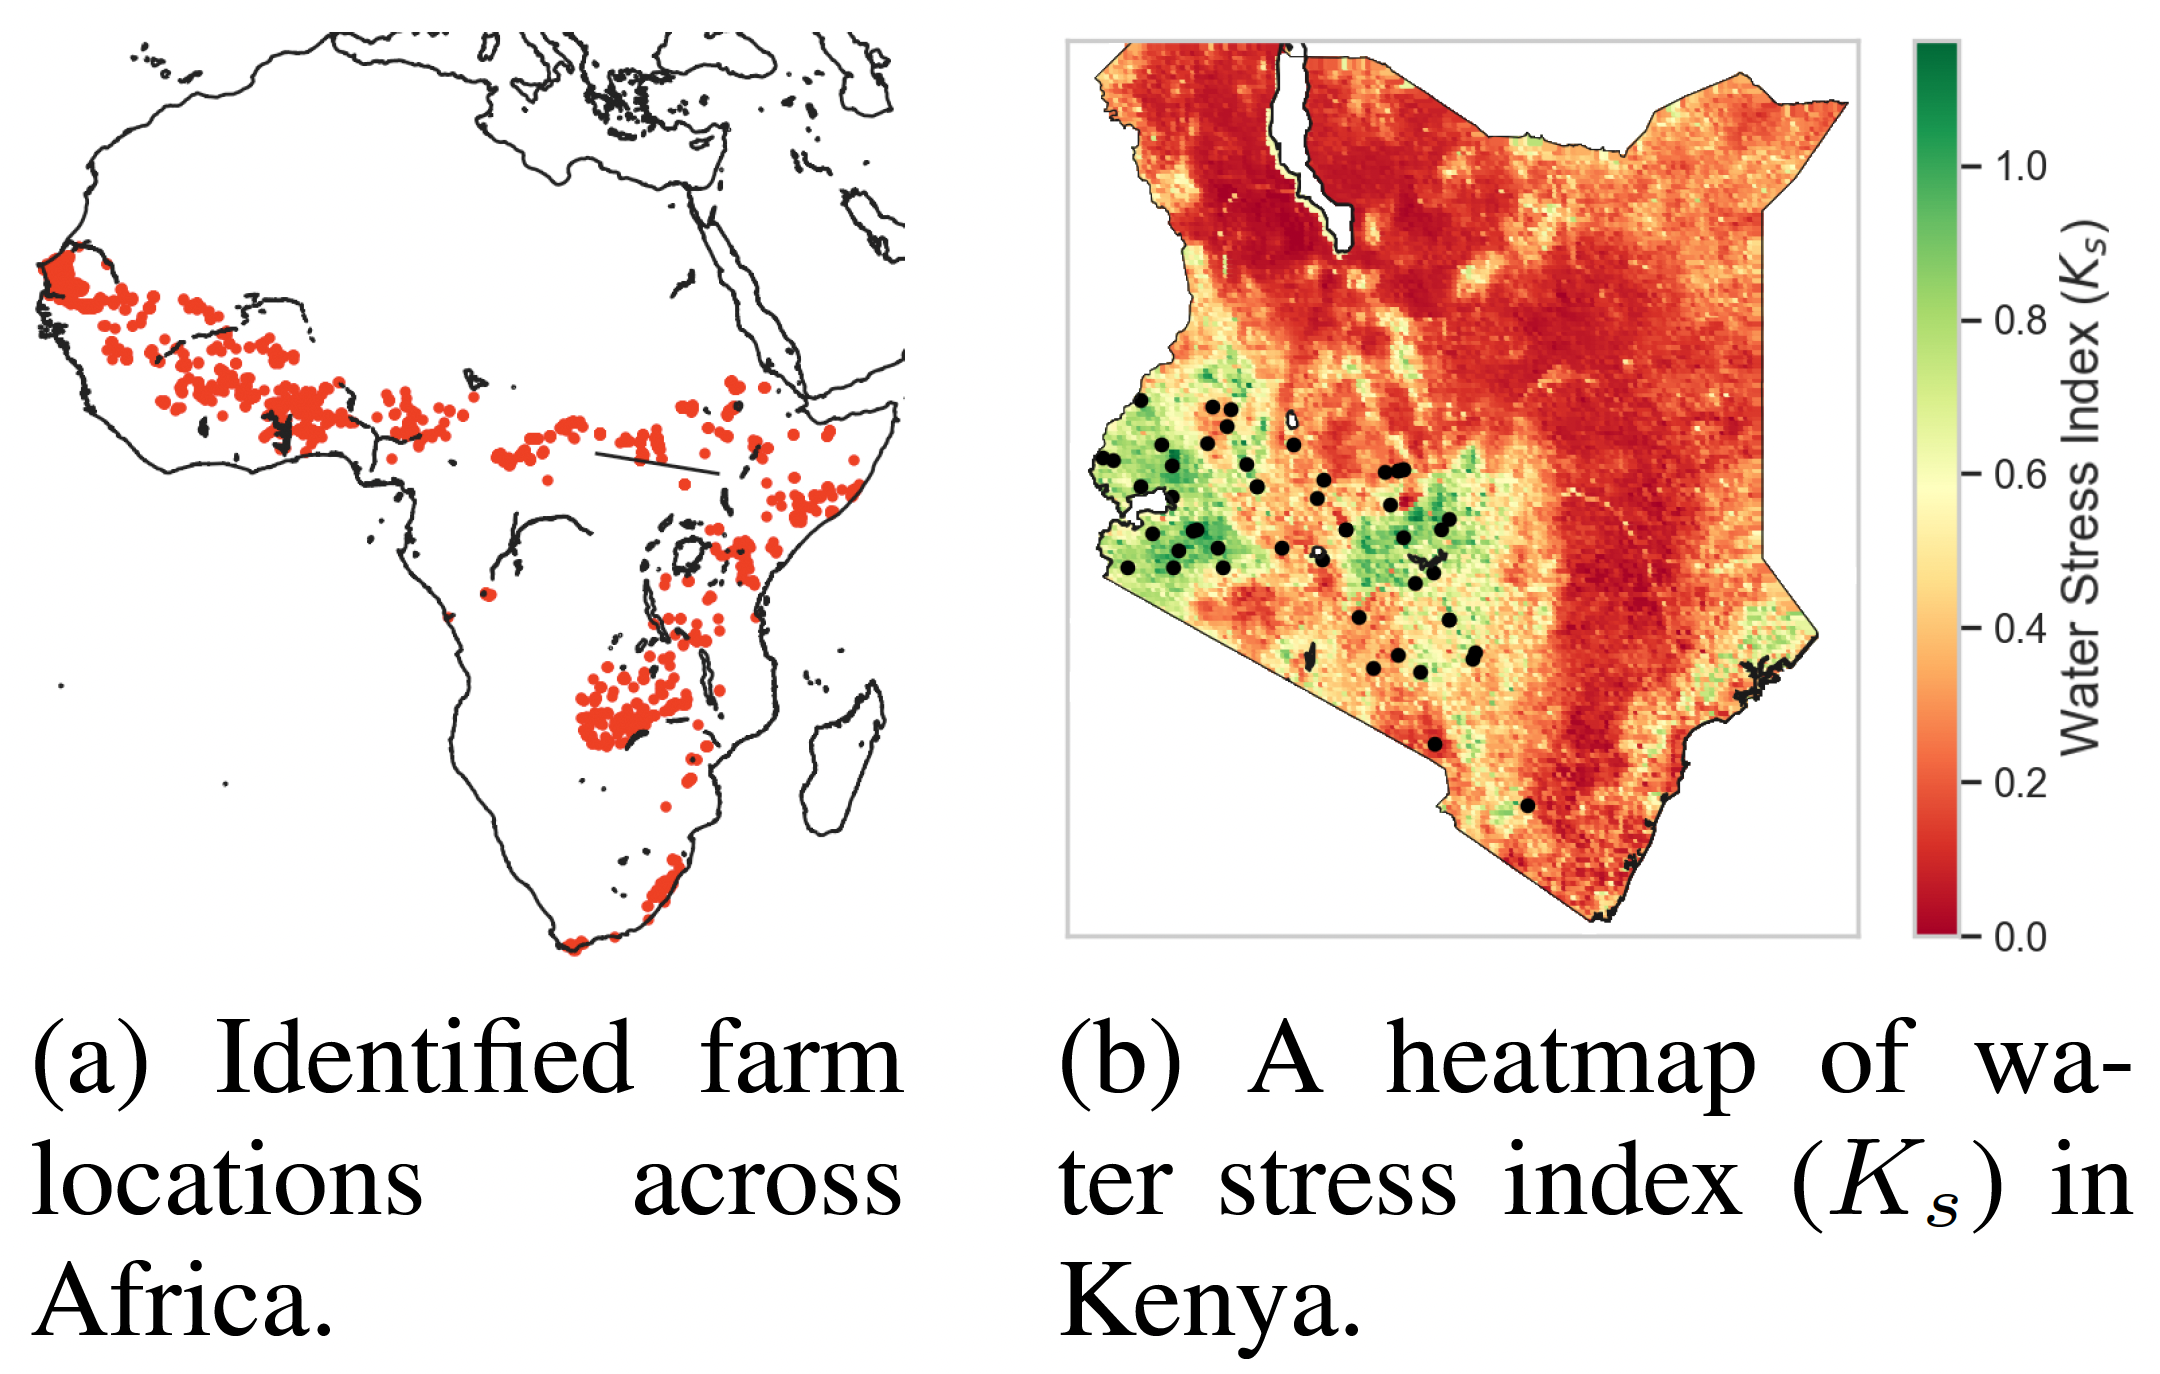 1.0
0.8
0.6
0.4
0.2
0.0
Water Stress Index (Kₛ)
(a) Identified farm
locations across
Africa.
(b) A heatmap of wa-
ter stress index (Kₛ) in
Kenya.